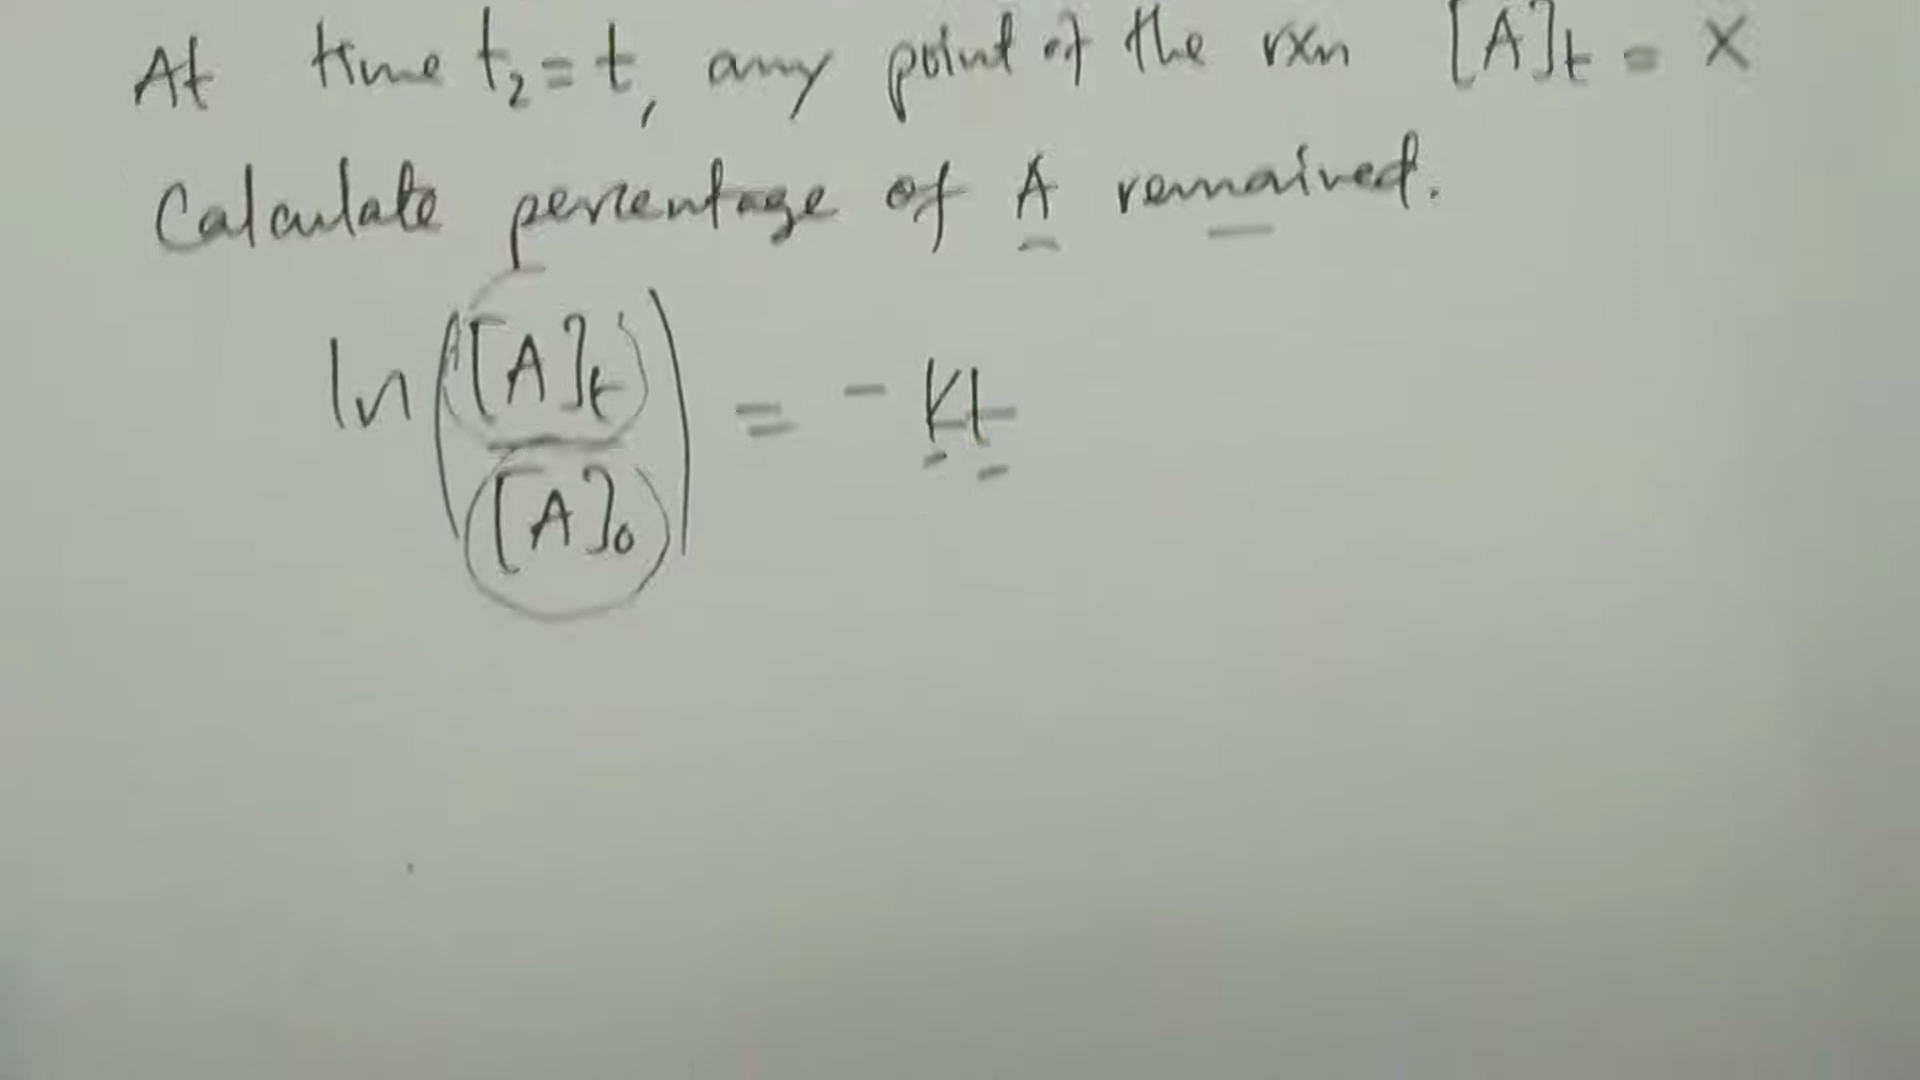 At time t₂ = t, any point of the rxn [A]t = X
Calculate percentage of A remained.
ln([A]t / [A]₀) = - kt